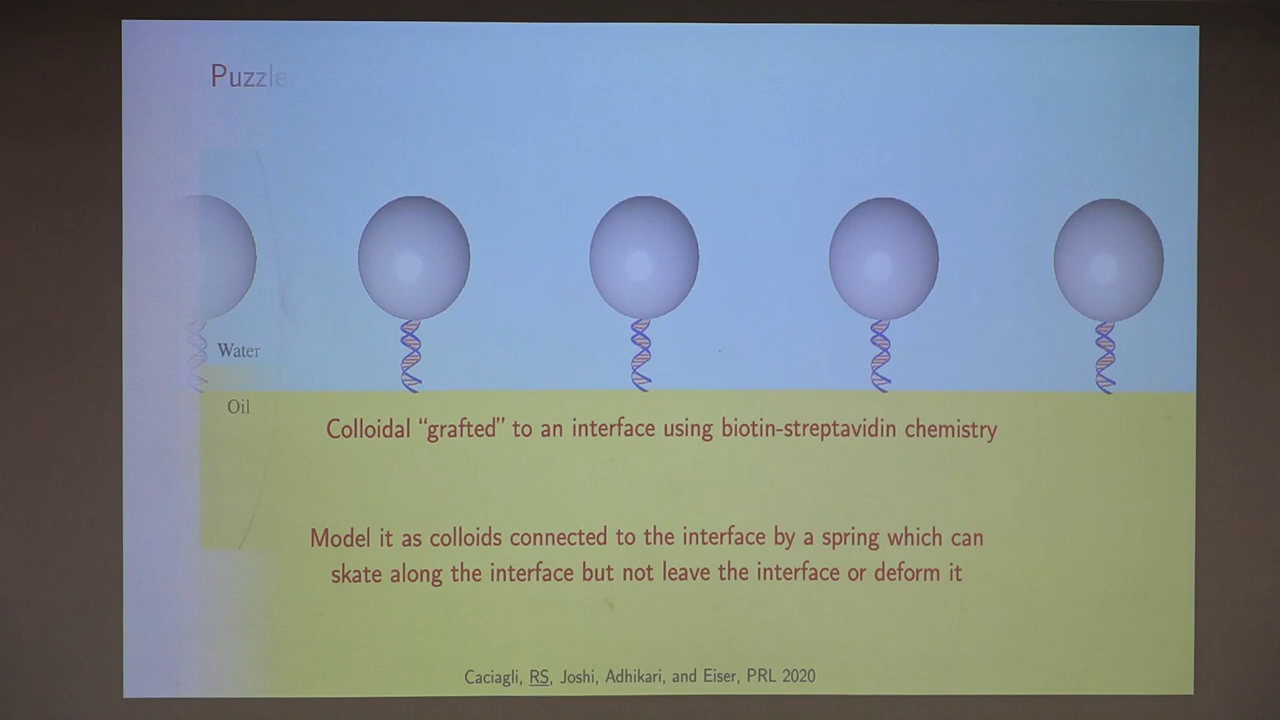 Puzzle
Water
Oil
Colloidal “grafted” to an interface using biotin-streptavidin chemistry
Model it as colloids connected to the interface by a spring which can
skate along the interface but not leave the interface or deform it
Caciagli, RS, Joshi, Adhikari, and Eiser, PRL 2020